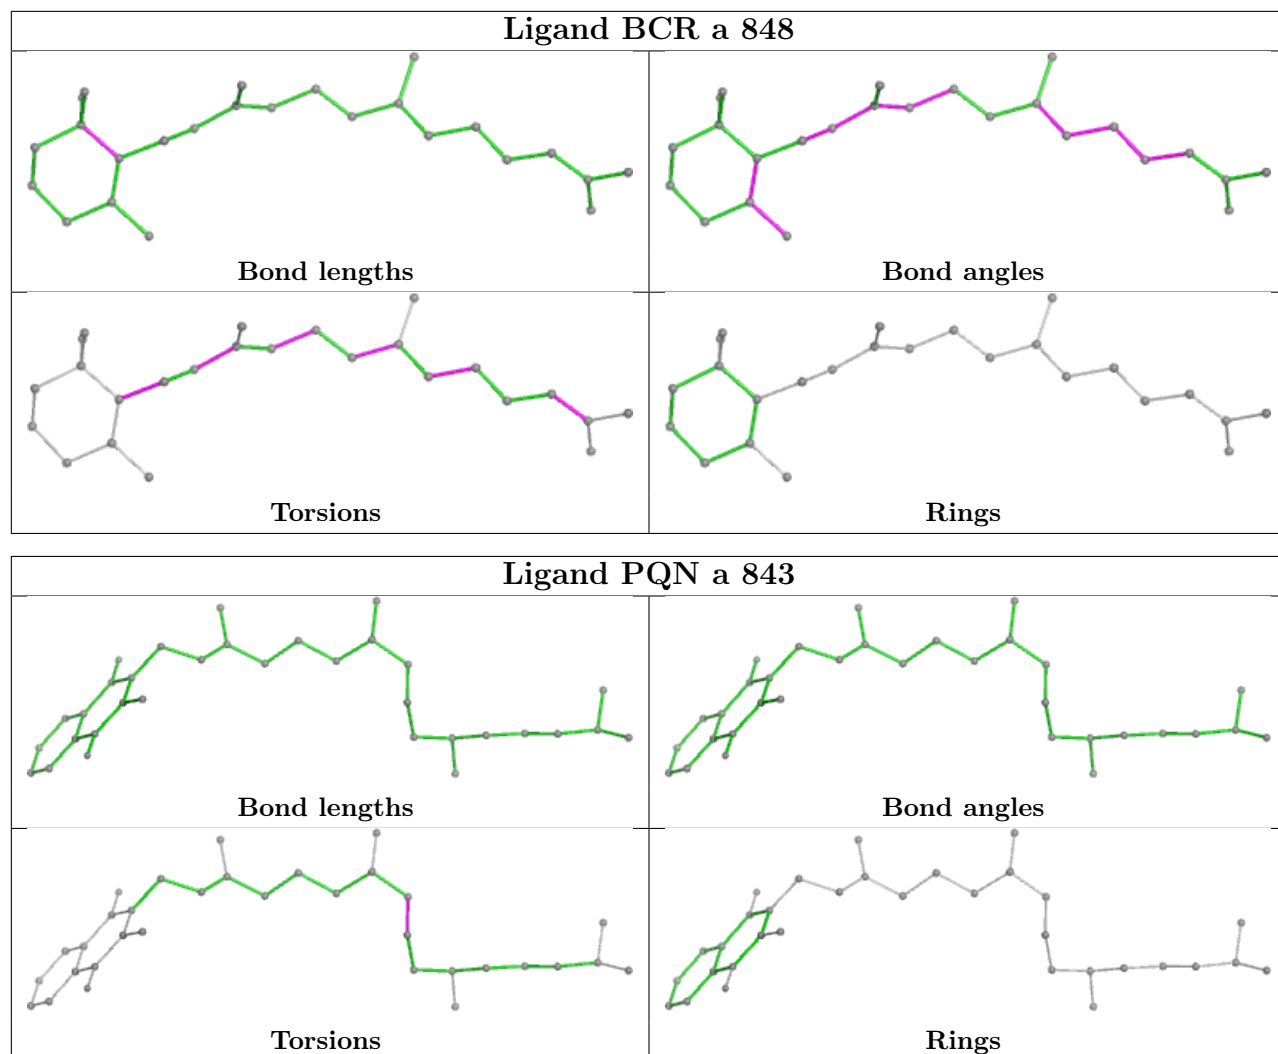 Ligand BCR a 848
Bond lengths
Bond angles
Torsions
Rings
Ligand PQN a 843
Bond lengths
Bond angles
Torsions
Rings